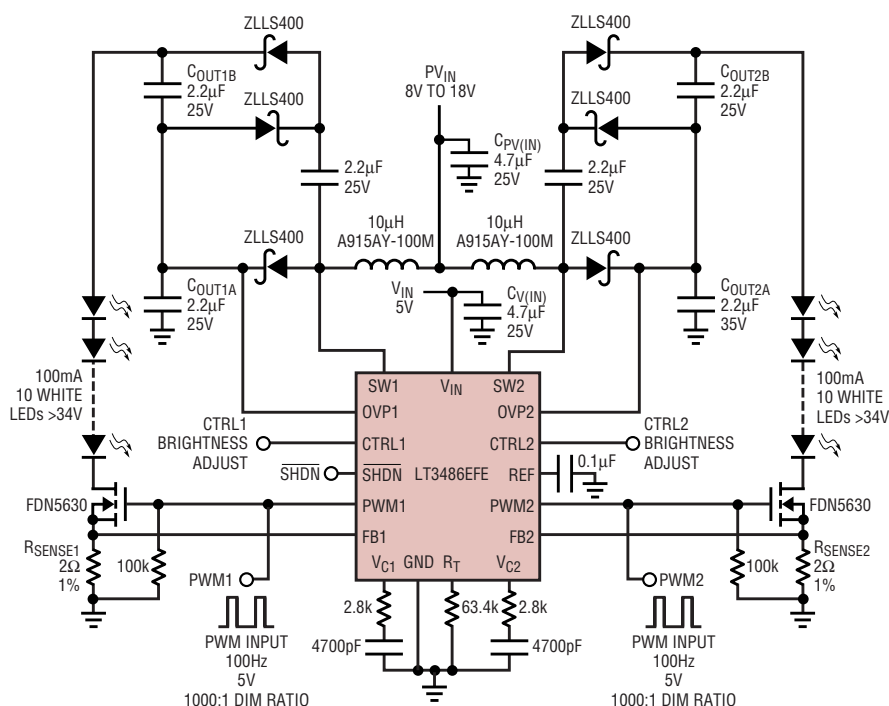 ZLLS400
ZLLS400
C_OUT1B
2.2µF
25V
ZLLS400
PV_IN
8V TO 18V
ZLLS400
C_OUT2B
2.2µF
25V
C_PV(IN)
4.7µF
25V
2.2µF
25V
2.2µF
25V
ZLLS400
10µH
A915AY-100M
10µH
A915AY-100M
ZLLS400
C_OUT1A
2.2µF
25V
V_IN
5V
C_V(IN)
4.7µF
25V
C_OUT2A
2.2µF
35V
100mA
10 WHITE
LEDs >34V
100mA
10 WHITE
LEDs >34V
SW1
V_IN
SW2
OVP1
OVP2
CTRL1
BRIGHTNESS
ADJUST
CTRL1
CTRL2
CTRL2
BRIGHTNESS
ADJUST
SHDN
SHDN
LT3486EFE
REF
0.1µF
FDN5630
PWM1
PWM2
FDN5630
FB1
FB2
R_SENSE1
2Ω
1%
100k
V_C1
GND
R_T
V_C2
100k
R_SENSE2
2Ω
1%
PWM1
PWM2
2.8k
63.4k
2.8k
4700pF
4700pF
PWM INPUT
100Hz
5V
1000:1 DIM RATIO
PWM INPUT
100Hz
5V
1000:1 DIM RATIO